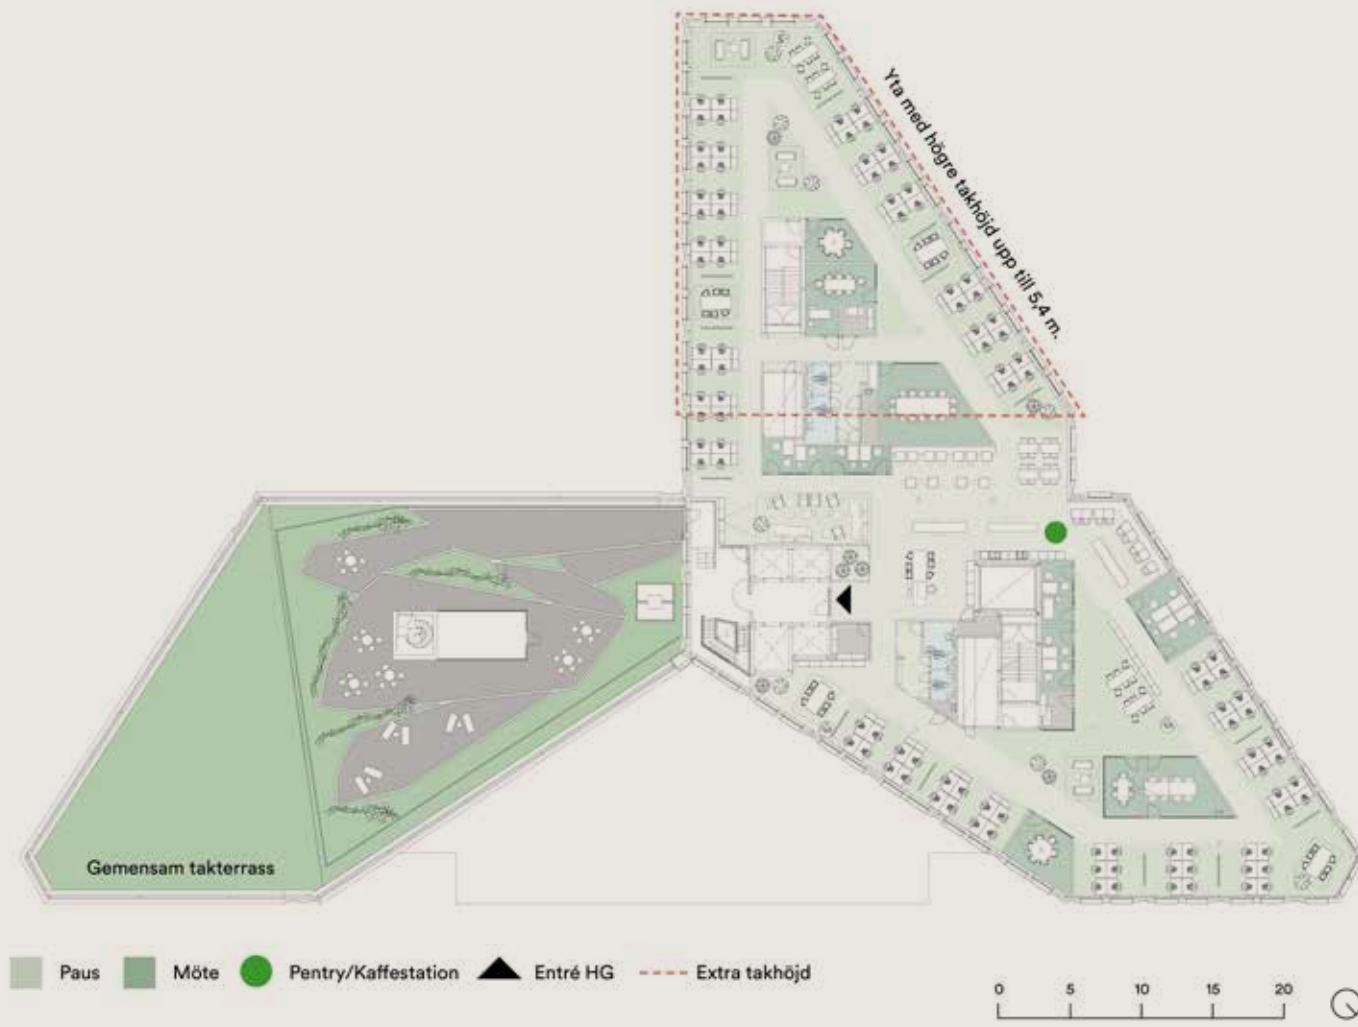 Yta med högre takhöjd upp till 5,4 m.
Gemensam takterrass
Paus
Möte
Pentry/Kaffestation
Entré HG
Extra takhöjd
0 5 10 15 20